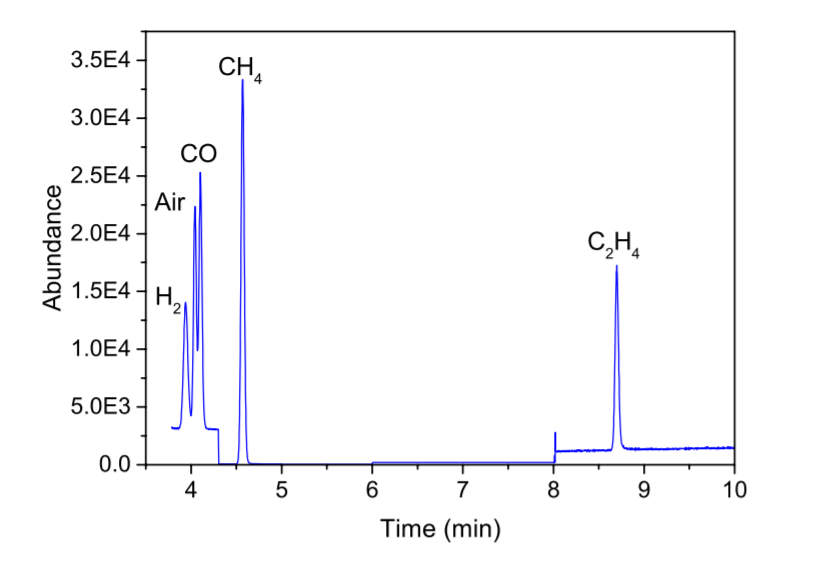 3.5E4
3.0E4
2.5E4
2.0E4
1.5E4
1.0E4
5.0E3
0.0
Abundance
H₂
Air
CO
CH₄
C₂H₄
4 5 6 7 8 9 10
Time (min)